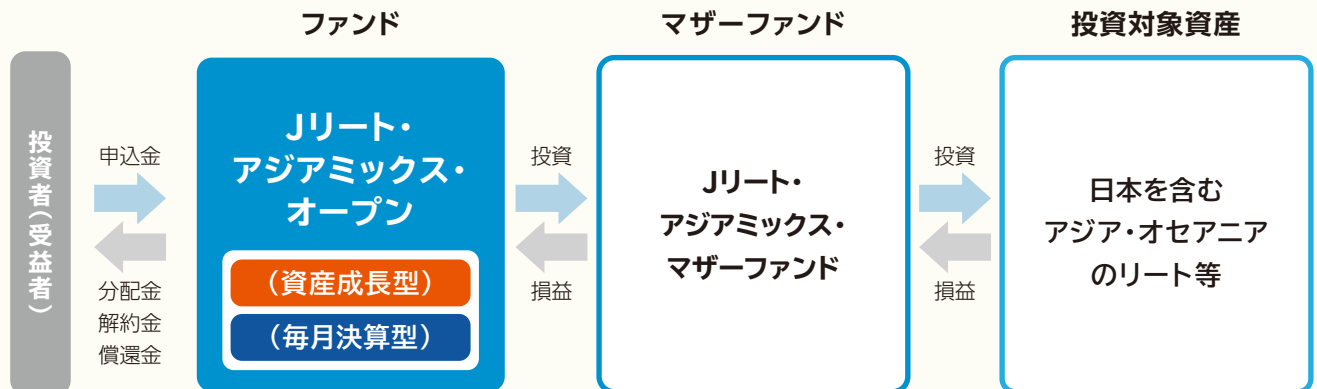 ファンド
マザーファンド
投資対象資産
投資者(受益者)
申込金
分配金
解約金
償還金
Jリート・
アジアミックス・
オープン
(資産成長型)
(毎月決算型)
投資
損益
Jリート・
アジアミックス・
マザーファンド
投資
損益
日本を含む
アジア・オセアニア
のリート等